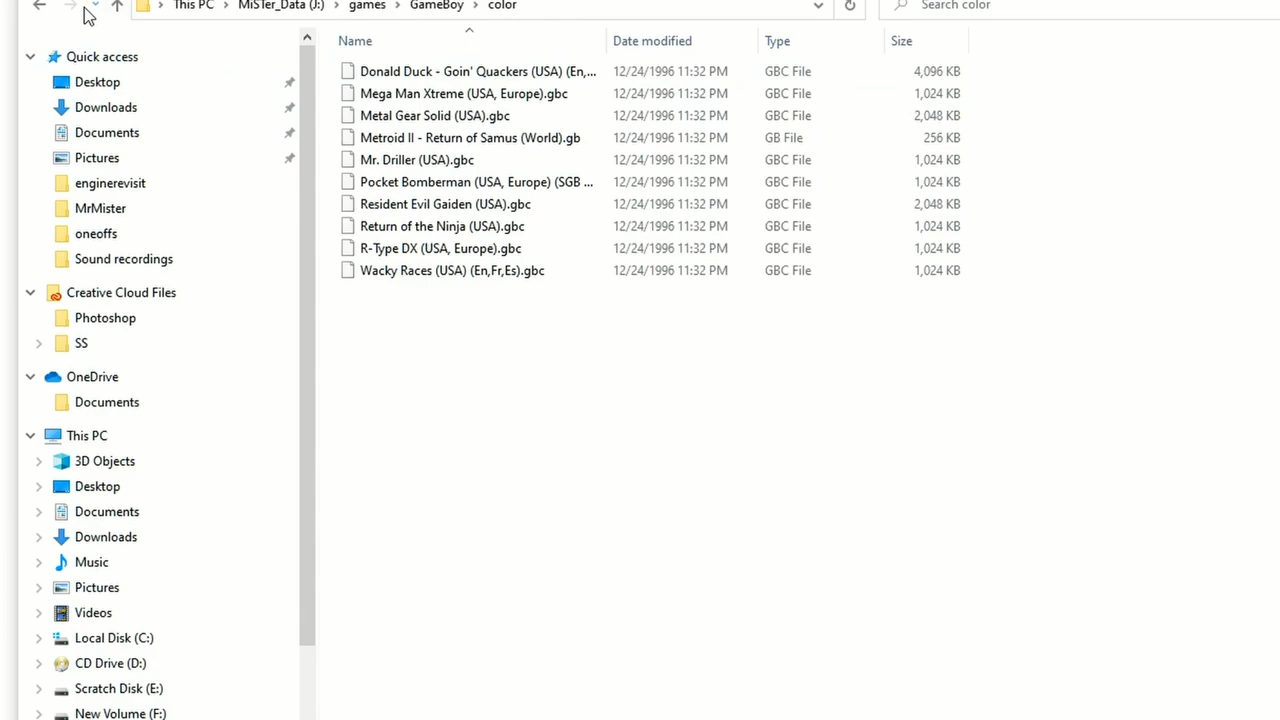 This PC > MiSTer_Data (J:) > games > GameBoy > color
Search color
Quick access
Desktop
Downloads
Documents
Pictures
enginerevisit
MrMister
oneoffs
Sound recordings
Creative Cloud Files
Photoshop
SS
OneDrive
Documents
This PC
3D Objects
Desktop
Documents
Downloads
Music
Pictures
Videos
Local Disk (C:)
CD Drive (D:)
Scratch Disk (E:)
New Volume (F:)
Name Date modified Type Size
Donald Duck - Goin' Quackers (USA) (En,... 12/24/1996 11:32 PM GBC File 4,096 KB
Mega Man Xtreme (USA, Europe).gbc 12/24/1996 11:32 PM GBC File 1,024 KB
Metal Gear Solid (USA).gbc 12/24/1996 11:32 PM GBC File 2,048 KB
Metroid II - Return of Samus (World).gb 12/24/1996 11:32 PM GB File 256 KB
Mr. Driller (USA).gbc 12/24/1996 11:32 PM GBC File 1,024 KB
Pocket Bomberman (USA, Europe) (SGB ... 12/24/1996 11:32 PM GBC File 1,024 KB
Resident Evil Gaiden (USA).gbc 12/24/1996 11:32 PM GBC File 2,048 KB
Return of the Ninja (USA).gbc 12/24/1996 11:32 PM GBC File 1,024 KB
R-Type DX (USA, Europe).gbc 12/24/1996 11:32 PM GBC File 1,024 KB
Wacky Races (USA) (En,Fr,Es).gbc 12/24/1996 11:32 PM GBC File 1,024 KB